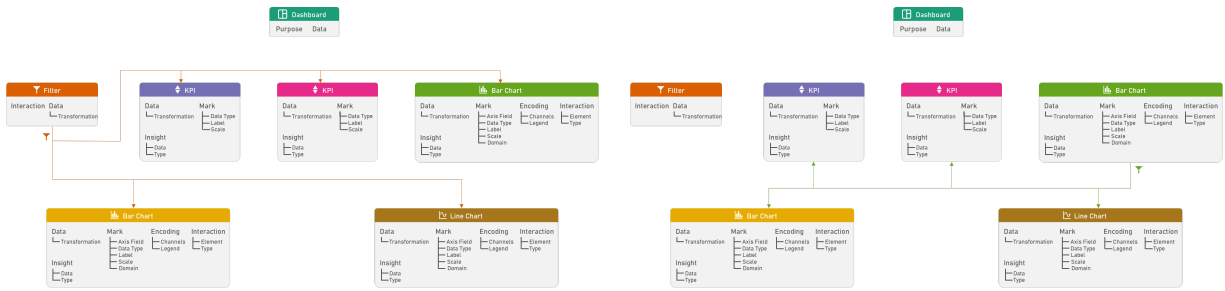 Dashboard
Purpose Data
Filter
Interaction Data
Transformation
KPI
Data Mark
Transformation Data Type
Label
Scale
Insight
Data
Type
KPI
Data Mark
Transformation Data Type
Label
Scale
Insight
Data
Type
Bar Chart
Data Mark Encoding Interaction
Transformation Axis Field Channels Element
Data Type Legend Type
Label
Insight Scale
Data Domain
Type
Bar Chart
Data Mark Encoding Interaction
Transformation Axis Field Channels Element
Data Type Legend Type
Label
Insight Scale
Data Domain
Type
Line Chart
Data Mark Encoding Interaction
Transformation Axis Field Channels Element
Data Type Legend Type
Label
Insight Scale
Data Domain
Type
Dashboard
Purpose Data
Filter
Interaction Data
Transformation
KPI
Data Mark
Transformation Data Type
Label
Scale
Insight
Data
Type
KPI
Data Mark
Transformation Data Type
Label
Scale
Insight
Data
Type
Bar Chart
Data Mark Encoding Interaction
Transformation Axis Field Channels Element
Data Type Legend Type
Label
Insight Scale
Data Domain
Type
Bar Chart
Data Mark Encoding Interaction
Transformation Axis Field Channels Element
Data Type Legend Type
Label
Insight Scale
Data Domain
Type
Line Chart
Data Mark Encoding Interaction
Transformation Axis Field Channels Element
Data Type Legend Type
Label
Insight Scale
Data Domain
Type